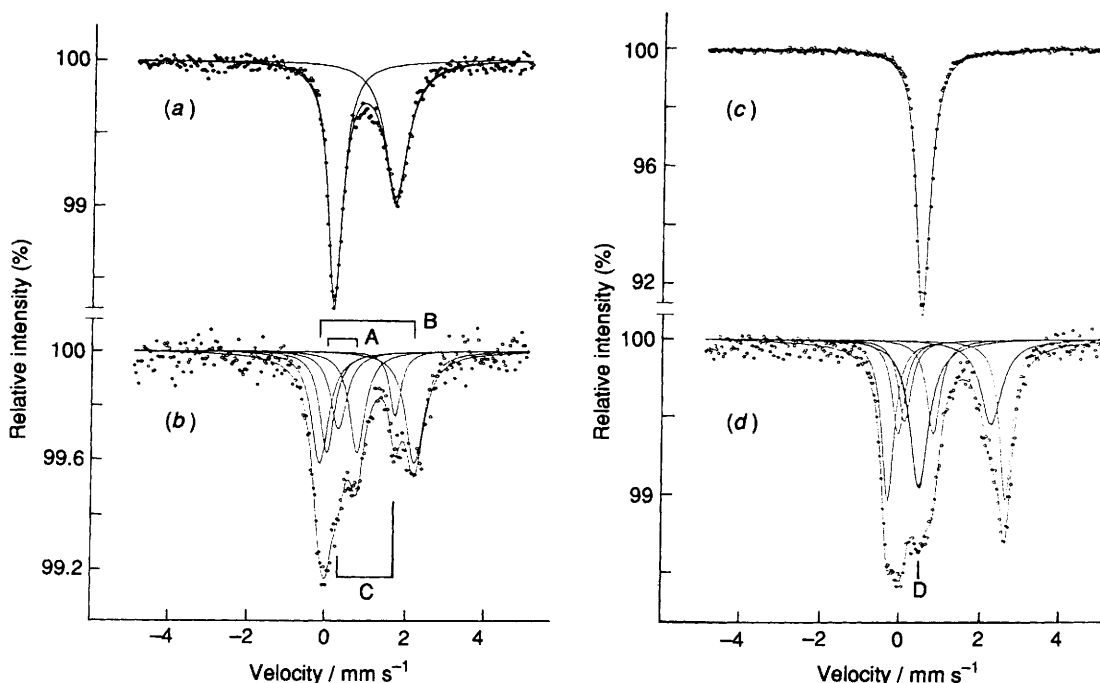 100
(a)
99
B
A
100
(b)
99.6
99.2
C
Relative intensity (%)
−4 −2 0 2 4
Velocity / mm s⁻¹
100
(c)
96
92
100
(d)
99
D
Relative intensity (%)
−4 −2 0 2 4
Velocity / mm s⁻¹